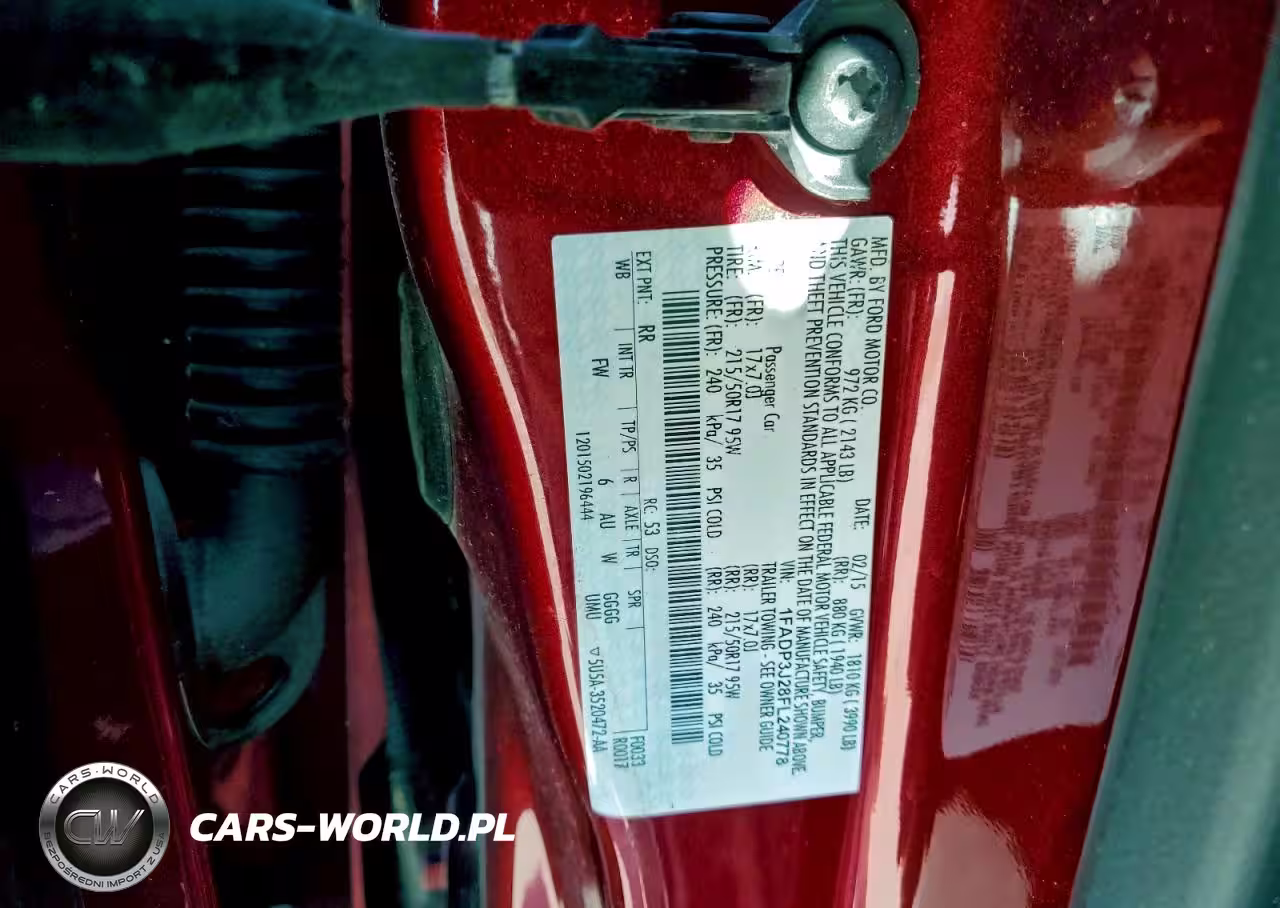 MFD. BY FORD MOTOR CO.
DATE: 02/15 GVWR: 1810 KG ( 3990 LB)
GAWR: (FR): 972 KG ( 2143 LB) (RR): 880 KG ( 1940 LB)
THIS VEHICLE CONFORMS TO ALL APPLICABLE FEDERAL MOTOR VEHICLE SAFETY, BUMPER,
AND THEFT PREVENTION STANDARDS IN EFFECT ON THE DATE OF MANUFACTURE SHOWN ABOVE
VIN: 1FADP3J28FL240778
Passenger Car TRAILER TOWING - SEE OWNER GUIDE
(FR): 17x7.0J (RR): 17x7.0J
TIRE: (FR): 215/50R17 95W (RR): 215/50R17 95W
PRESSURE: (FR): 240 kPa/ 35 PSI COLD (RR): 240 kPa/ 35 PSI COLD
RC: 53 DSO: F0033
EXT PNT: RR R0017
WB INT TR TP/PS R AXLE TR SPR
FW 6 AU W GGGG
UMU
12015021964​44 ▽5U5A-3520472-AA
CARS-WORLD
CW
BEZPOŚREDNI IMPORT Z USA
CARS-WORLD.PL